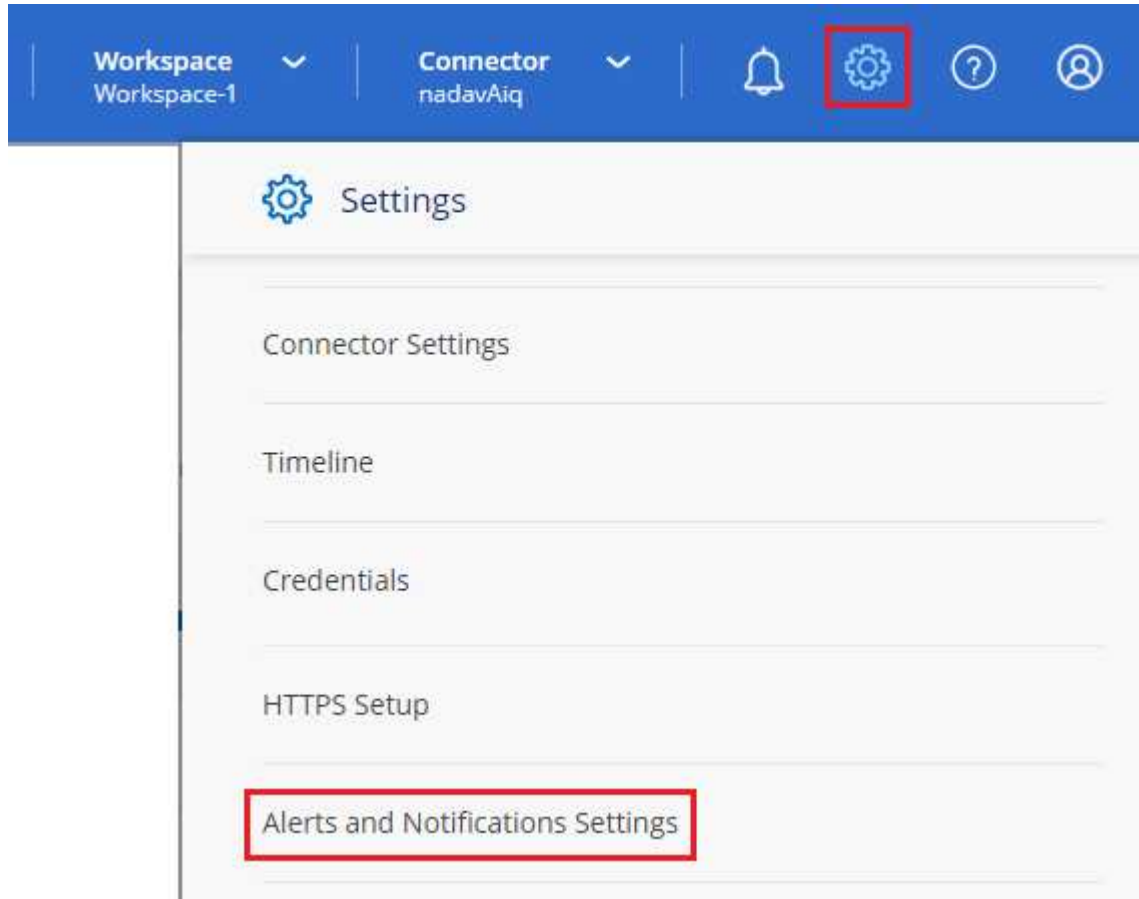 Workspace
Workspace-1
Connector
nadavAiq
Settings
Connector Settings
Timeline
Credentials
HTTPS Setup
Alerts and Notifications Settings